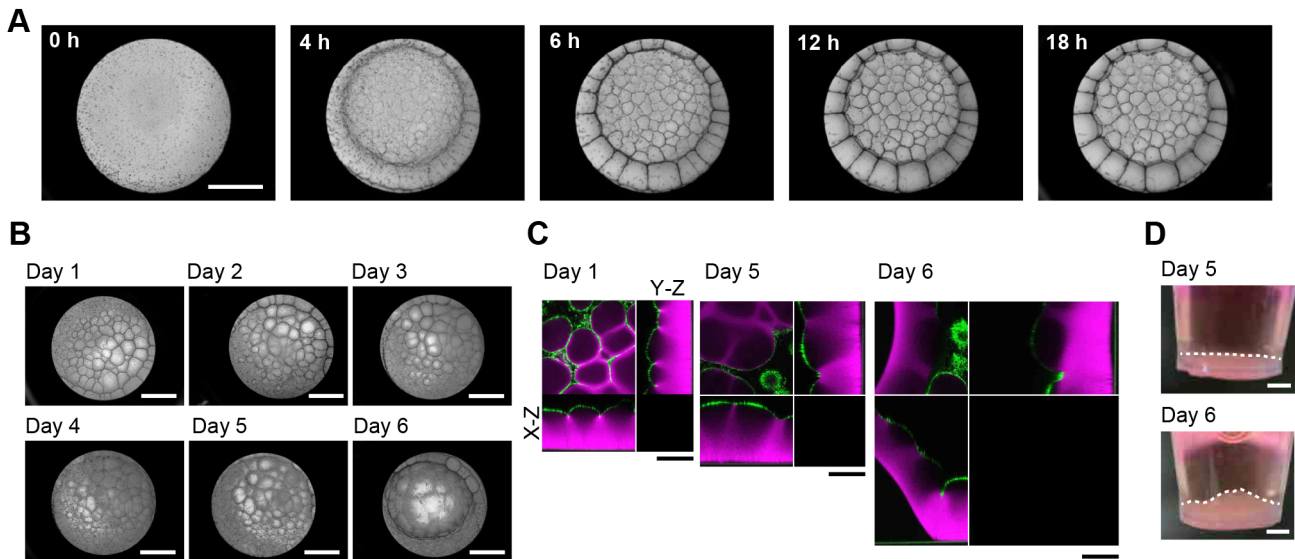 A
0 h
4 h
6 h
12 h
18 h
B
Day 1
Day 2
Day 3
Day 4
Day 5
Day 6
C
Day 1
Y-Z
Day 5
Day 6
X-Z
D
Day 5
Day 6